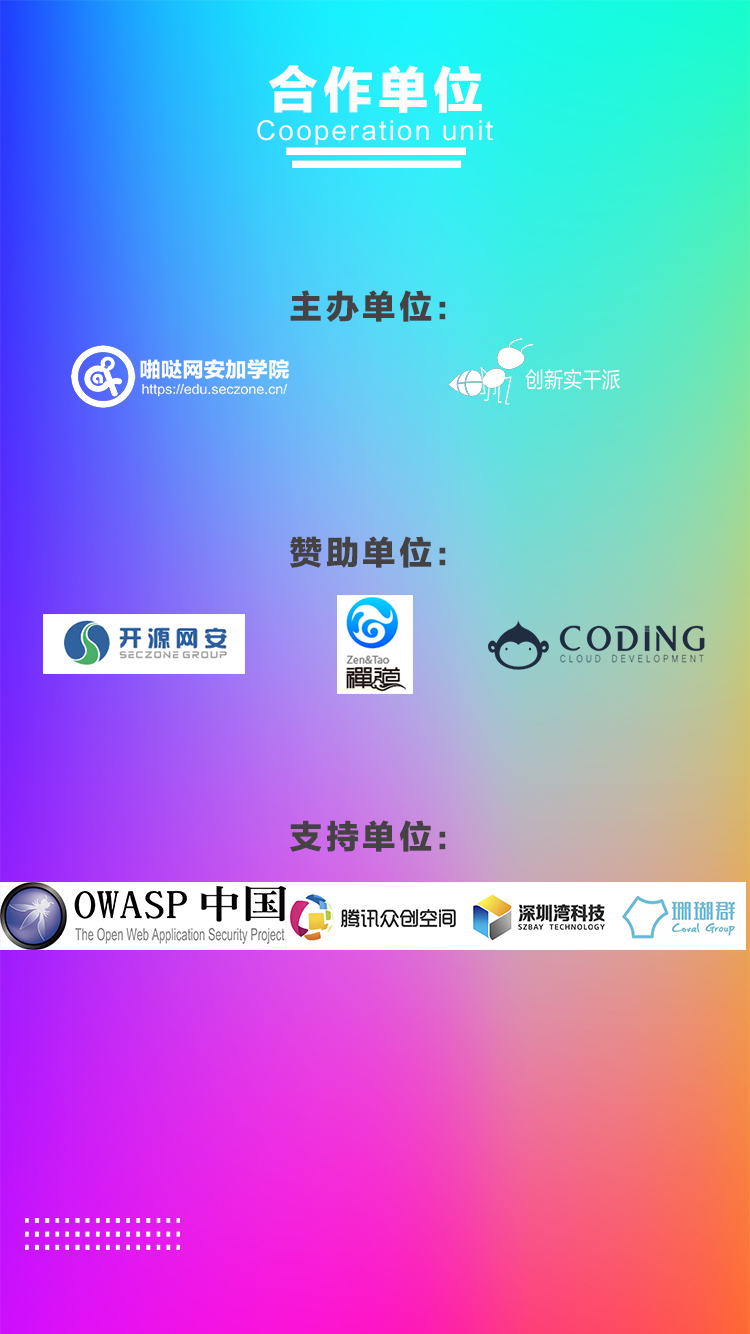 合作单位
Cooperation unit
主办单位:
啪哒网安加学院
https://edu.seczone.cn/
创新实干派
赞助单位:
开源网安
SECZONE GROUP
Zen&Tao
禪道
CODING
CLOUD DEVELOPMENT
支持单位:
OWASP 中国
The Open Web Application Security Project
腾讯众创空间
深圳湾科技
SZBAY TECHNOLOGY
珊瑚群
Coral Group